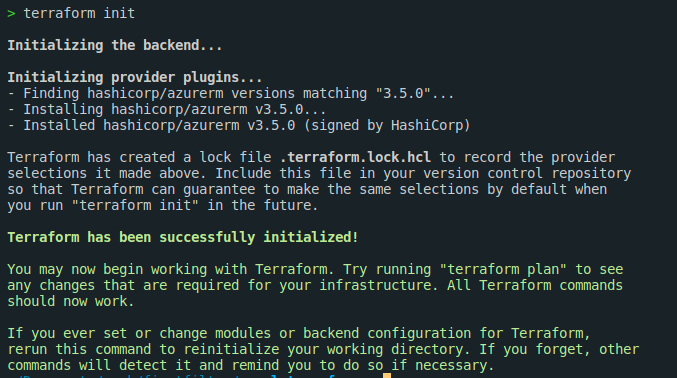 > terraform init
Initializing the backend...
Initializing provider plugins...
- Finding hashicorp/azurerm versions matching "3.5.0"...
- Installing hashicorp/azurerm v3.5.0...
- Installed hashicorp/azurerm v3.5.0 (signed by HashiCorp)
Terraform has created a lock file .terraform.lock.hcl to record the provider
selections it made above. Include this file in your version control repository
so that Terraform can guarantee to make the same selections by default when
you run "terraform init" in the future.
Terraform has been successfully initialized!
You may now begin working with Terraform. Try running "terraform plan" to see
any changes that are required for your infrastructure. All Terraform commands
should now work.
If you ever set or change modules or backend configuration for Terraform,
rerun this command to reinitialize your working directory. If you forget, other
commands will detect it and remind you to do so if necessary.